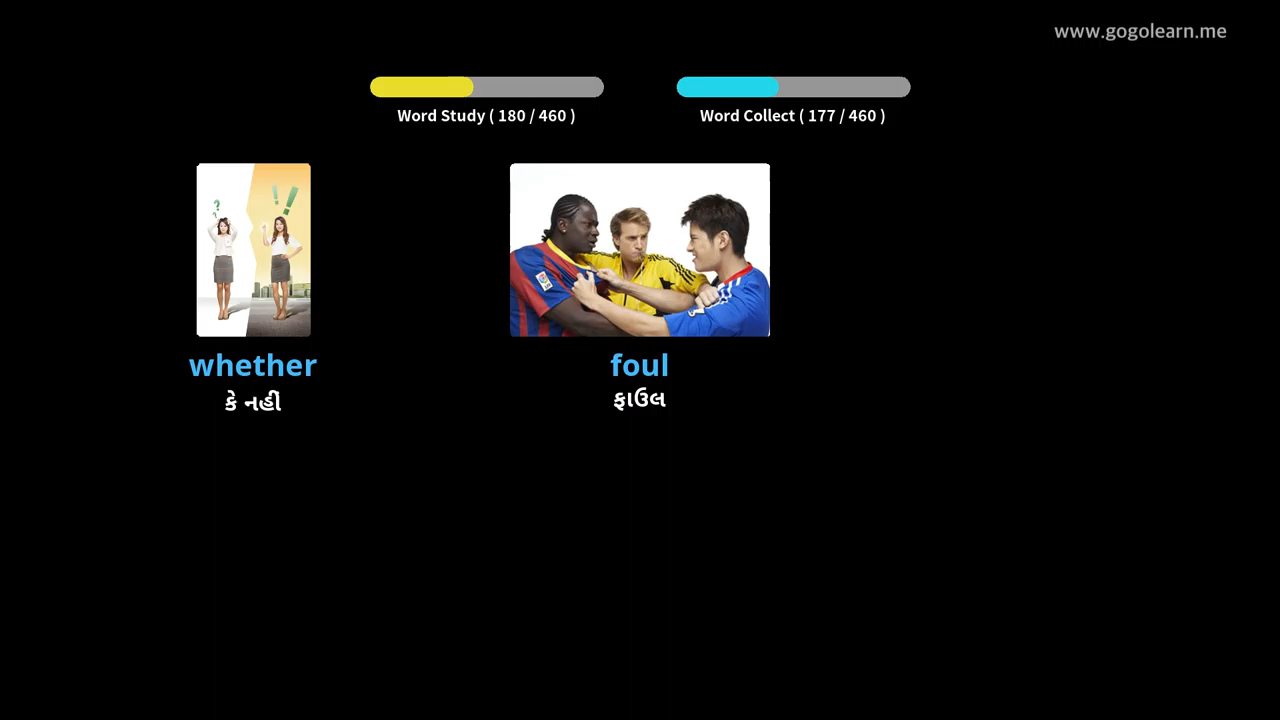 www.gogolearn.me
Word Study ( 180 / 460 )
Word Collect ( 177 / 460 )
whether
કે નહીં
foul
ફાઉલ